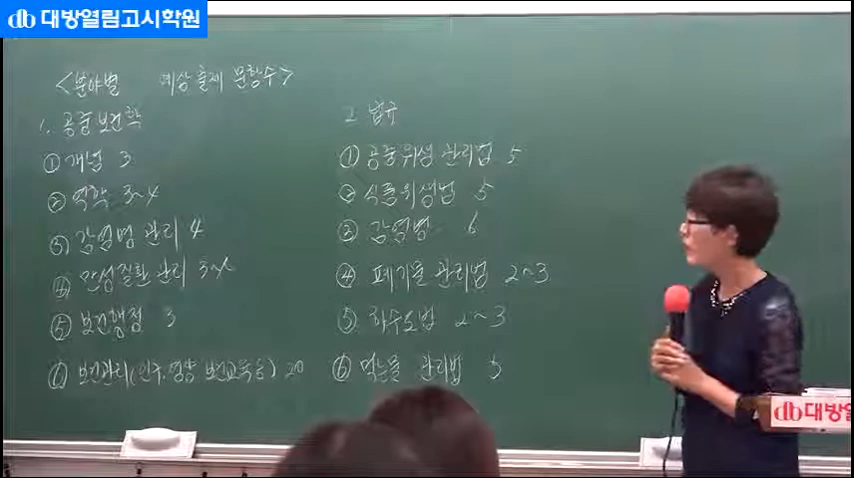 db 대방열림고시학원
<분야별 예상출제 문항수>
1. 공중보건학
① 개념 3
② 역학 3~4
③ 감염병 관리 4
④ 만성질환 관리 3~4
⑤ 보건행정 3
⑥ 보건관리(인구.영양 보건교육등) 20
2. 법규
① 공중위생관리법 5
② 식품위생법 5
③ 감염병 6
④ 폐기물 관리법 2~3
⑤ 하수도법 2~3
⑥ 먹는물 관리법 5
db 대방열